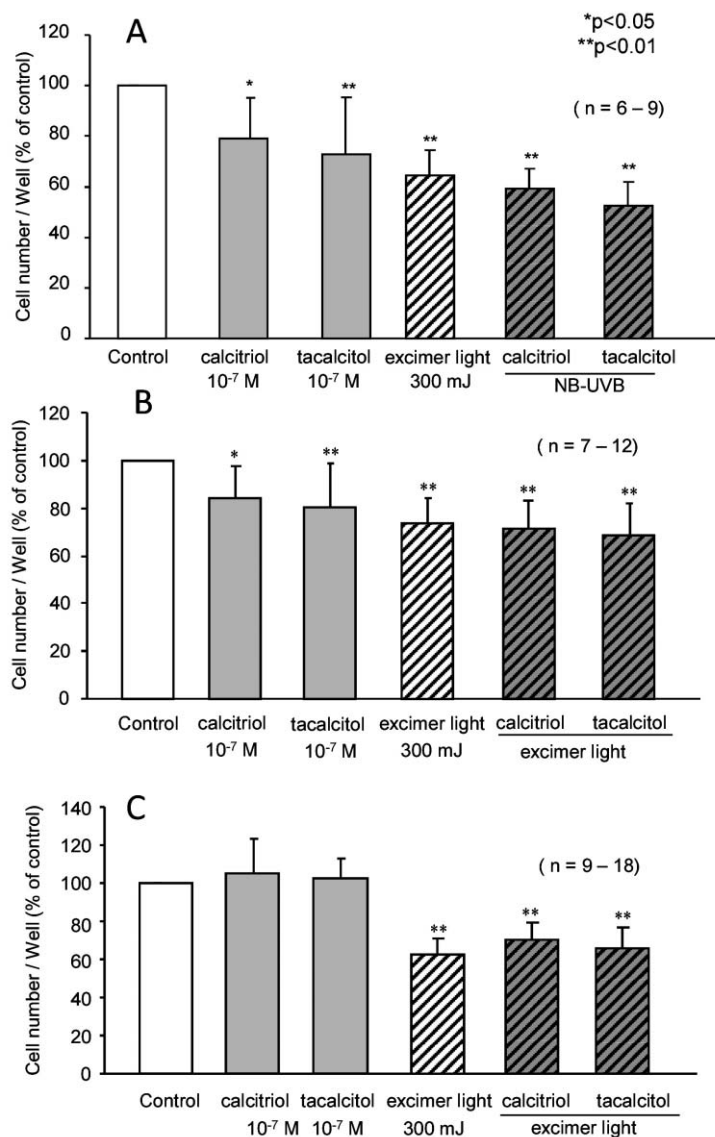 A
*p<0.05
**p<0.01
( n = 6 – 9)
Cell number / Well (% of control)
120
100
80
60
40
20
0
* ** ** ** **
Control calcitriol tacalcitol excimer light calcitriol tacalcitol
10⁻⁷ M 10⁻⁷ M 300 mJ NB-UVB
B
( n = 7 – 12)
Cell number / Well (% of control)
120
100
80
60
40
20
0
* ** ** ** **
Control calcitriol tacalcitol excimer light calcitriol tacalcitol
10⁻⁷ M 10⁻⁷ M 300 mJ excimer light
C
( n = 9 – 18)
Cell number / Well (% of control)
140
120
100
80
60
40
20
0
** ** **
Control calcitriol tacalcitol excimer light calcitriol tacalcitol
10⁻⁷ M 10⁻⁷ M 300 mJ excimer light